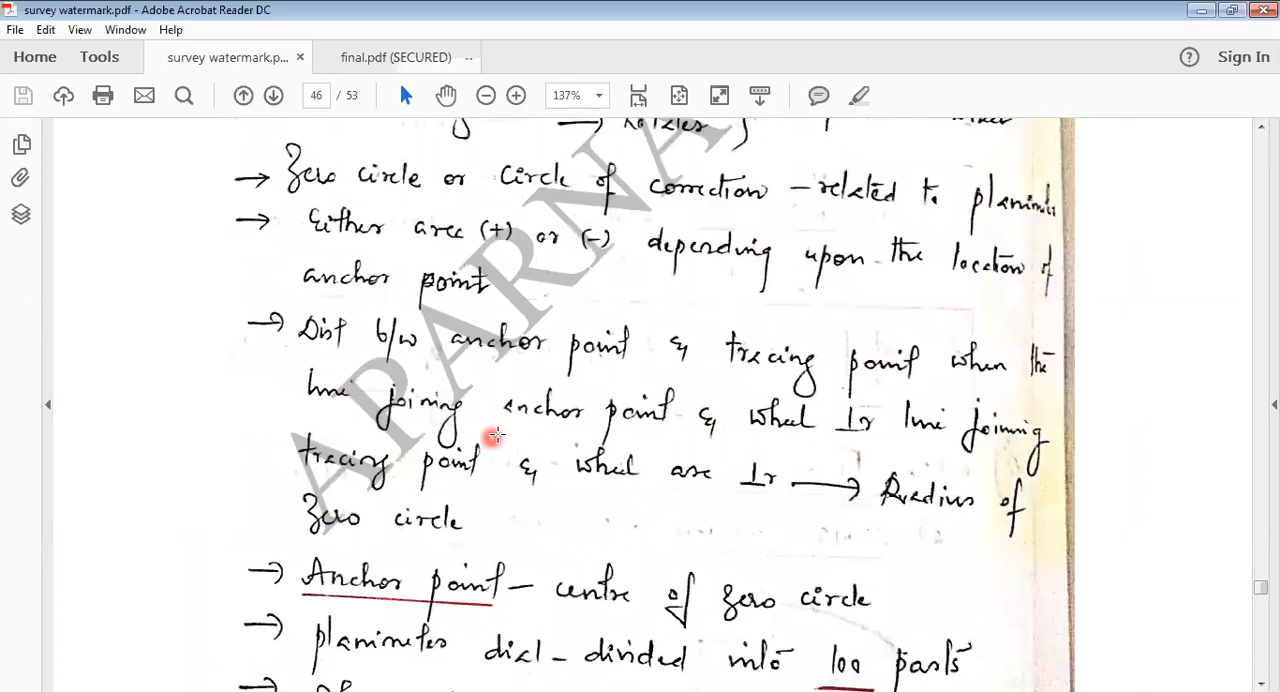 survey watermark.pdf - Adobe Acrobat Reader DC
File Edit View Window Help
Home Tools survey watermark.p... × final.pdf (SECURED) ..
? Sign In
46 / 53 137%
→ Zero circle or circle of correction - related to planimeter
→ Either area (+) or (-) depending upon the location of
anchor point
→ Dist b/w anchor point & tracing point when the
line joining anchor point & wheel ⊥r line joining
tracing point & wheel are ⊥r → Radius of
Zero circle
→ Anchor point - centre of zero circle
→ planimeter dial - divided into 100 parts
APARNA